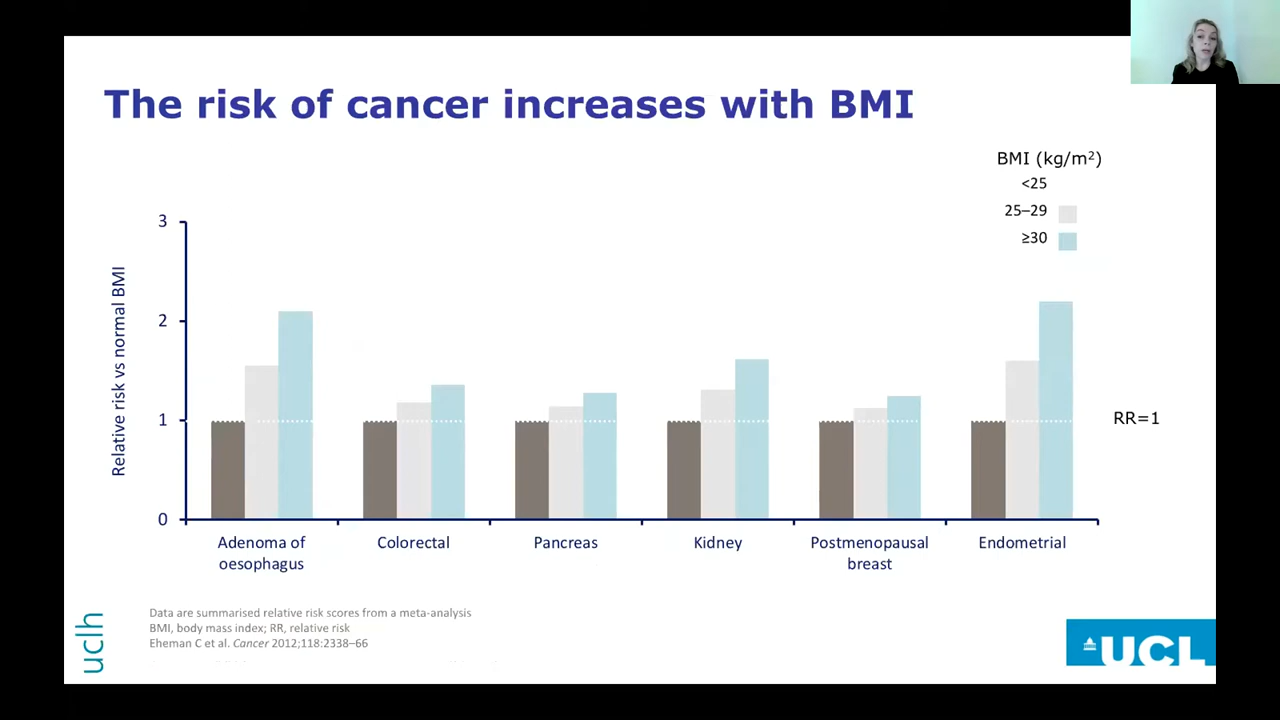 The risk of cancer increases with BMI
BMI (kg/m²)
<25
25–29
≥30
3
2
1
0
Relative risk vs normal BMI
RR=1
Adenoma of
oesophagus
Colorectal
Pancreas
Kidney
Postmenopausal
breast
Endometrial
Data are summarised relative risk scores from a meta-analysis
BMI, body mass index; RR, relative risk
Eheman C et al. Cancer 2012;118:2338–66
uclh
UCL